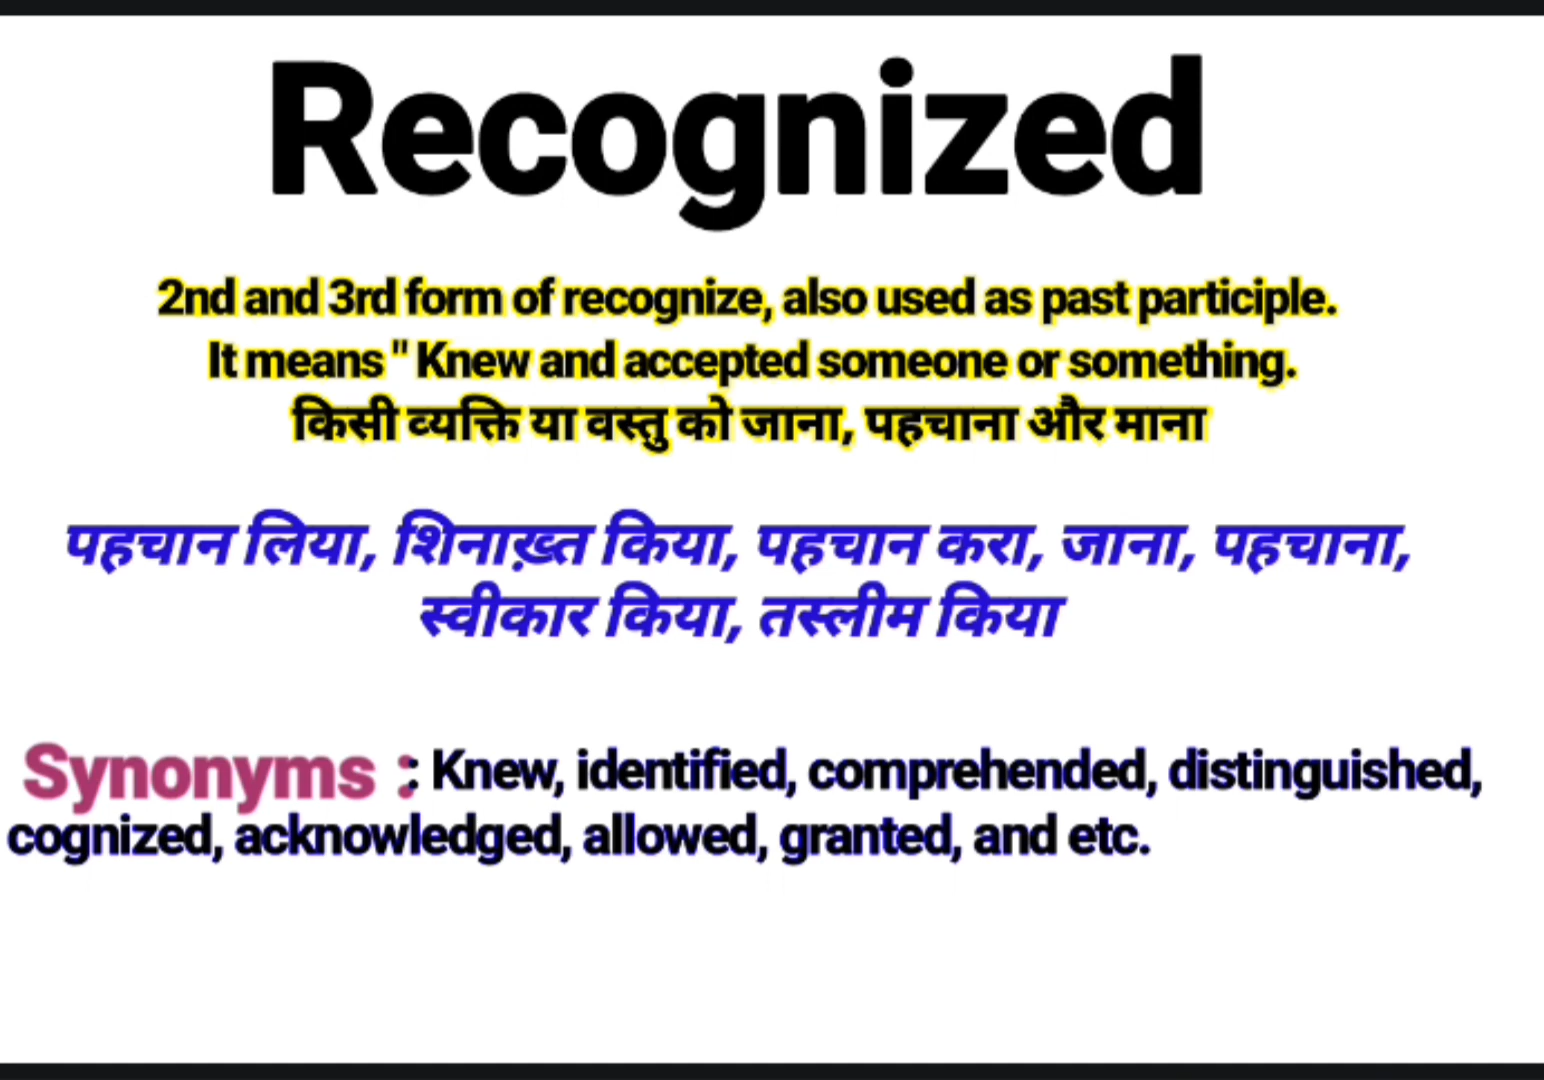 Recognized
2nd and 3rd form of recognize, also used as past participle.
It means " Knew and accepted someone or something.
किसी व्यक्ति या वस्तु को जाना, पहचाना और माना
पहचान लिया, शिनाख़्त किया, पहचान करा, जाना, पहचाना,
स्वीकार किया, तस्लीम किया
Synonyms :: Knew, identified, comprehended, distinguished,
cognized, acknowledged, allowed, granted, and etc.